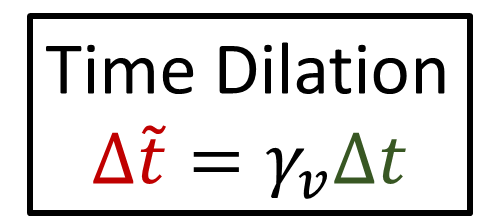 Time Dilation
Δt̃ = γᵥΔt